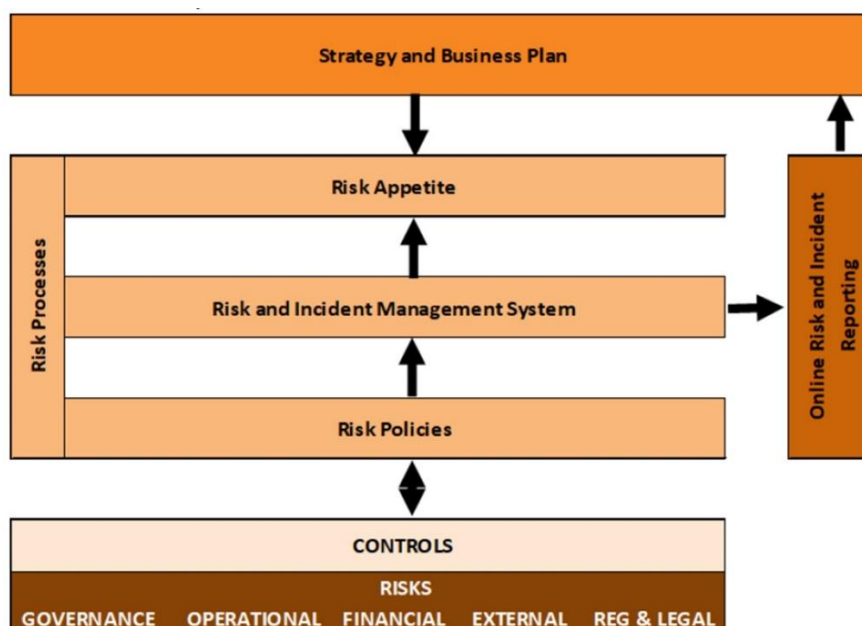 Strategy and Business Plan
Risk Appetite
Risk Processes
Risk and Incident Management System
Online Risk and Incident
Reporting
Risk Policies
CONTROLS
RISKS
GOVERNANCE OPERATIONAL FINANCIAL EXTERNAL REG & LEGAL